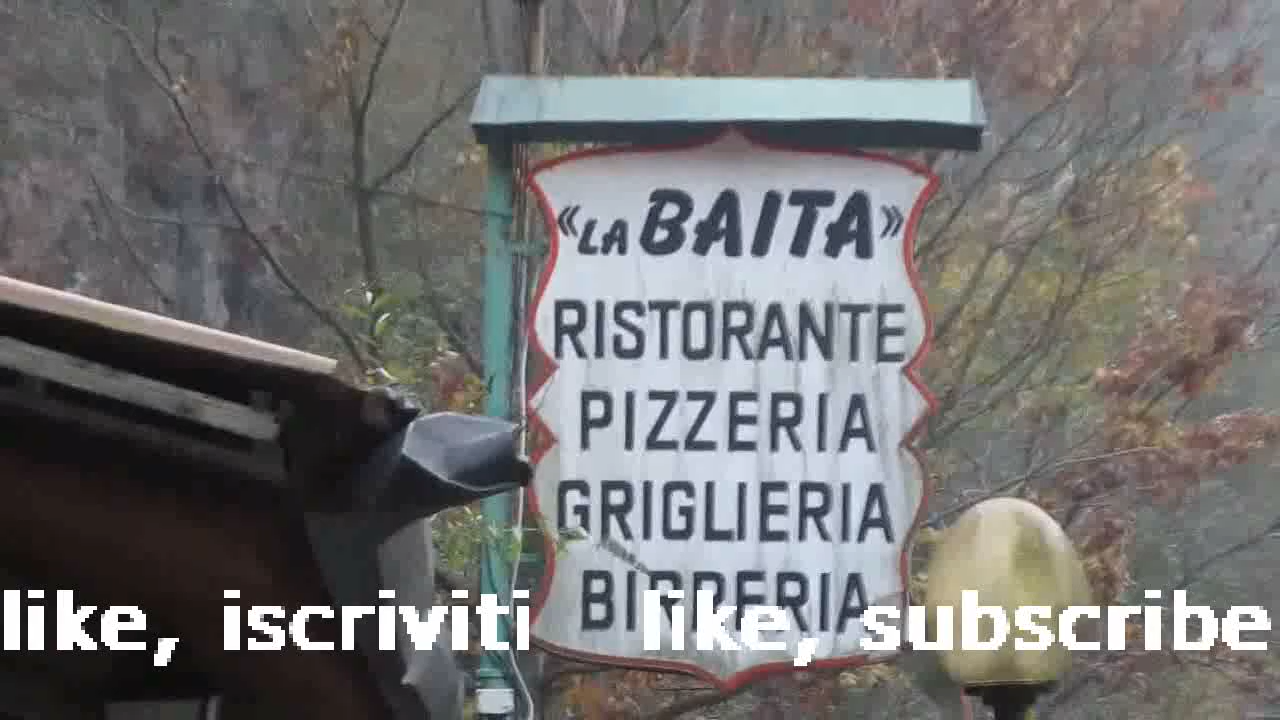 «LA BAITA»
RISTORANTE
PIZZERIA
GRIGLIERIA
BIRRERIA
like, iscriviti like, subscribe